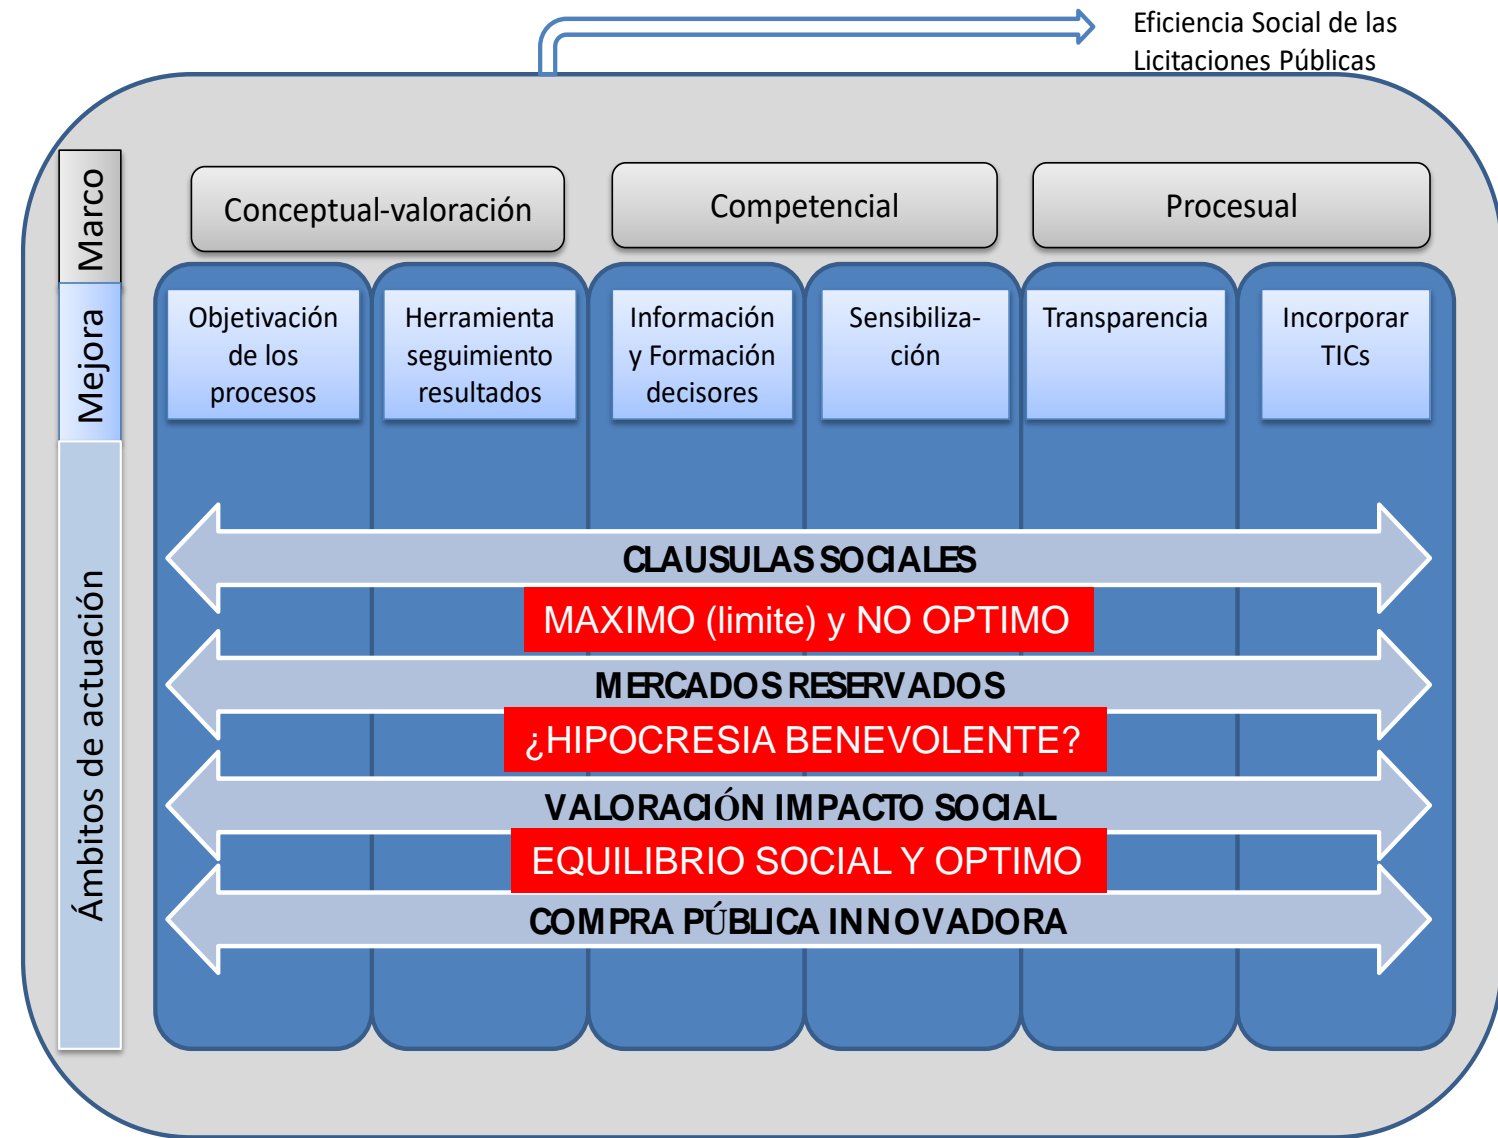 Eficiencia Social de las
Licitaciones Públicas
Marco
Conceptual-valoración
Competencial
Procesual
Mejora
Objetivación
de los
procesos
Herramienta
seguimiento
resultados
Información
y Formación
decisores
Sensibiliza-
ción
Transparencia
Incorporar
TICs
Ámbitos de actuación
CLAUSULAS SOCIALES
MAXIMO (limite) y NO OPTIMO
MERCADOS RESERVADOS
¿HIPOCRESIA BENEVOLENTE?
VALORACIÓN IMPACTO SOCIAL
EQUILIBRIO SOCIAL Y OPTIMO
COMPRA PÚBLICA INNOVADORA